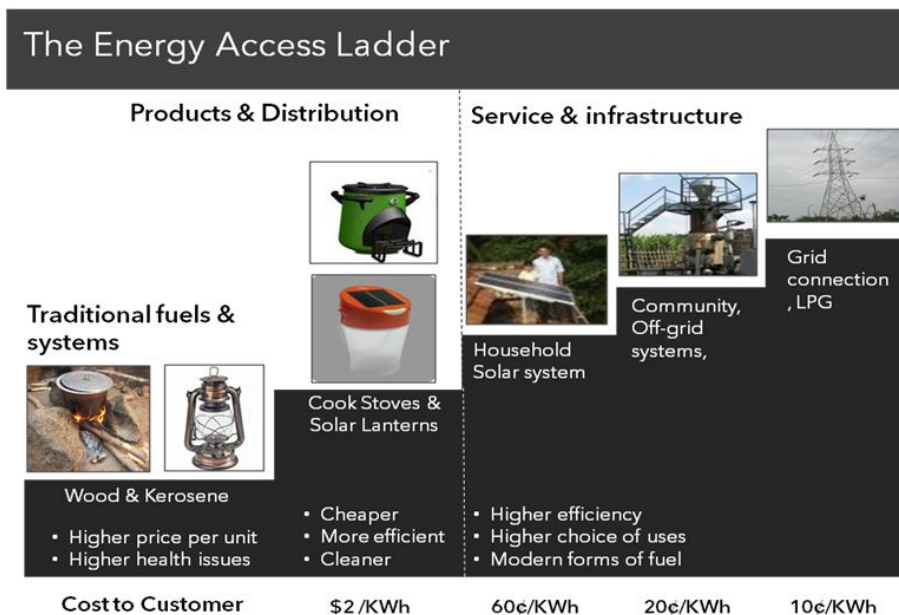 The Energy Access Ladder
Products & Distribution
Service & infrastructure
Traditional fuels &
systems
Wood & Kerosene
▪ Higher price per unit
▪ Higher health issues
Cook Stoves &
Solar Lanterns
▪ Cheaper
▪ More efficient
▪ Cleaner
Household
Solar system
Community,
Off-grid
systems,
Grid
connection
, LPG
▪ Higher efficiency
▪ Higher choice of uses
▪ Modern forms of fuel
Cost to Customer
$2 /KWh
60¢/KWh
20¢/KWh
10¢/KWh